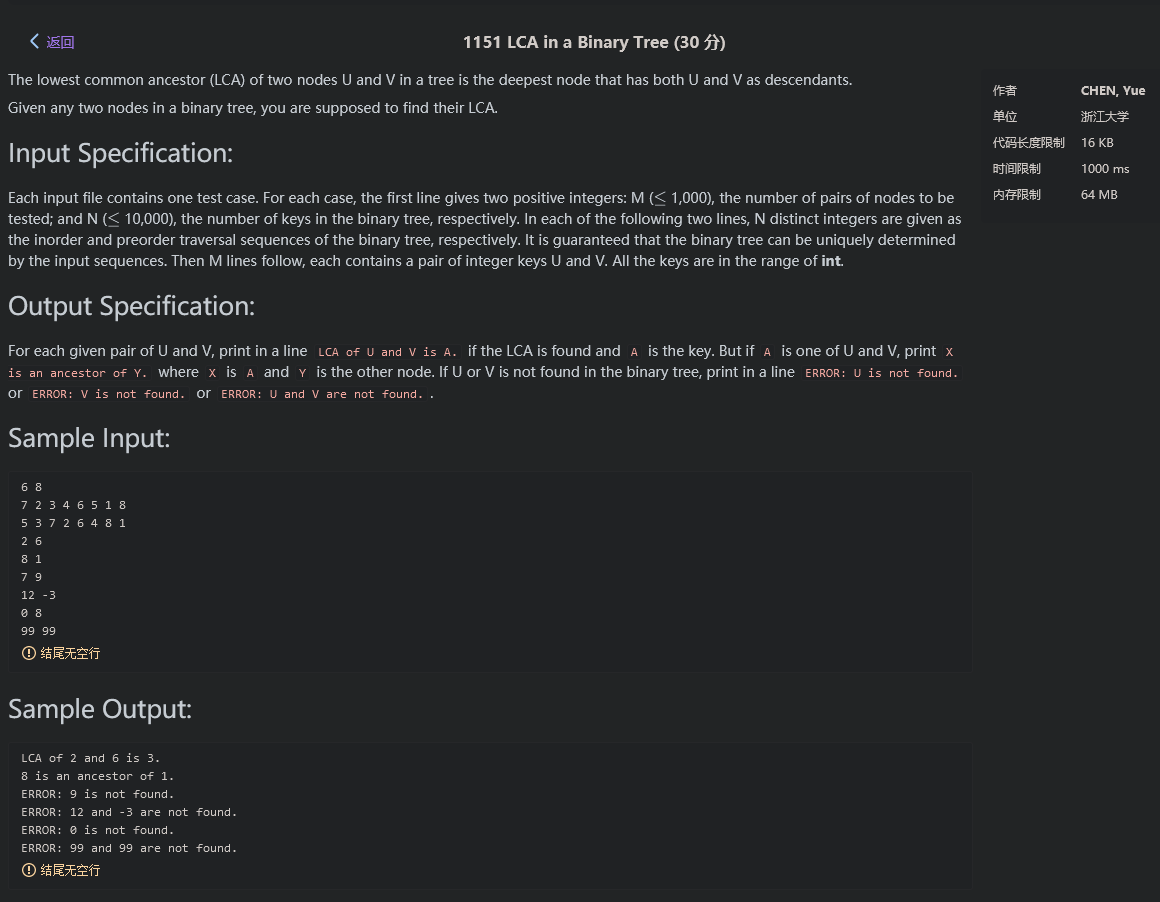 返回
1151 LCA in a Binary Tree (30 分)
The lowest common ancestor (LCA) of two nodes U and V in a tree is the deepest node that has both U and V as descendants.
Given any two nodes in a binary tree, you are supposed to find their LCA.
作者 CHEN, Yue
单位 浙江大学
代码长度限制 16 KB
时间限制 1000 ms
内存限制 64 MB
Input Specification:
Each input file contains one test case. For each case, the first line gives two positive integers: M (≤ 1,000), the number of pairs of nodes to be
tested; and N (≤ 10,000), the number of keys in the binary tree, respectively. In each of the following two lines, N distinct integers are given as
the inorder and preorder traversal sequences of the binary tree, respectively. It is guaranteed that the binary tree can be uniquely determined
by the input sequences. Then M lines follow, each contains a pair of integer keys U and V. All the keys are in the range of int.
Output Specification:
For each given pair of U and V, print in a line LCA of U and V is A. if the LCA is found and A is the key. But if A is one of U and V, print X
is an ancestor of Y. where X is A and Y is the other node. If U or V is not found in the binary tree, print in a line ERROR: U is not found.
or ERROR: V is not found. or ERROR: U and V are not found. .
Sample Input:
6 8
7 2 3 4 6 5 1 8
5 3 7 2 6 4 8 1
2 6
8 1
7 9
12 -3
0 8
99 99
结尾无空行
Sample Output:
LCA of 2 and 6 is 3.
8 is an ancestor of 1.
ERROR: 9 is not found.
ERROR: 12 and -3 are not found.
ERROR: 0 is not found.
ERROR: 99 and 99 are not found.
结尾无空行